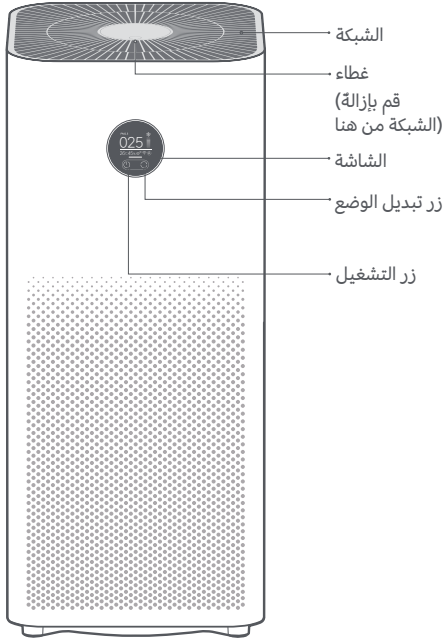 الشبكة
غطاء
(قم بإزالة
الشبكة من هنا)
الشاشة
025
زر تبديل الوضع
زر التشغيل